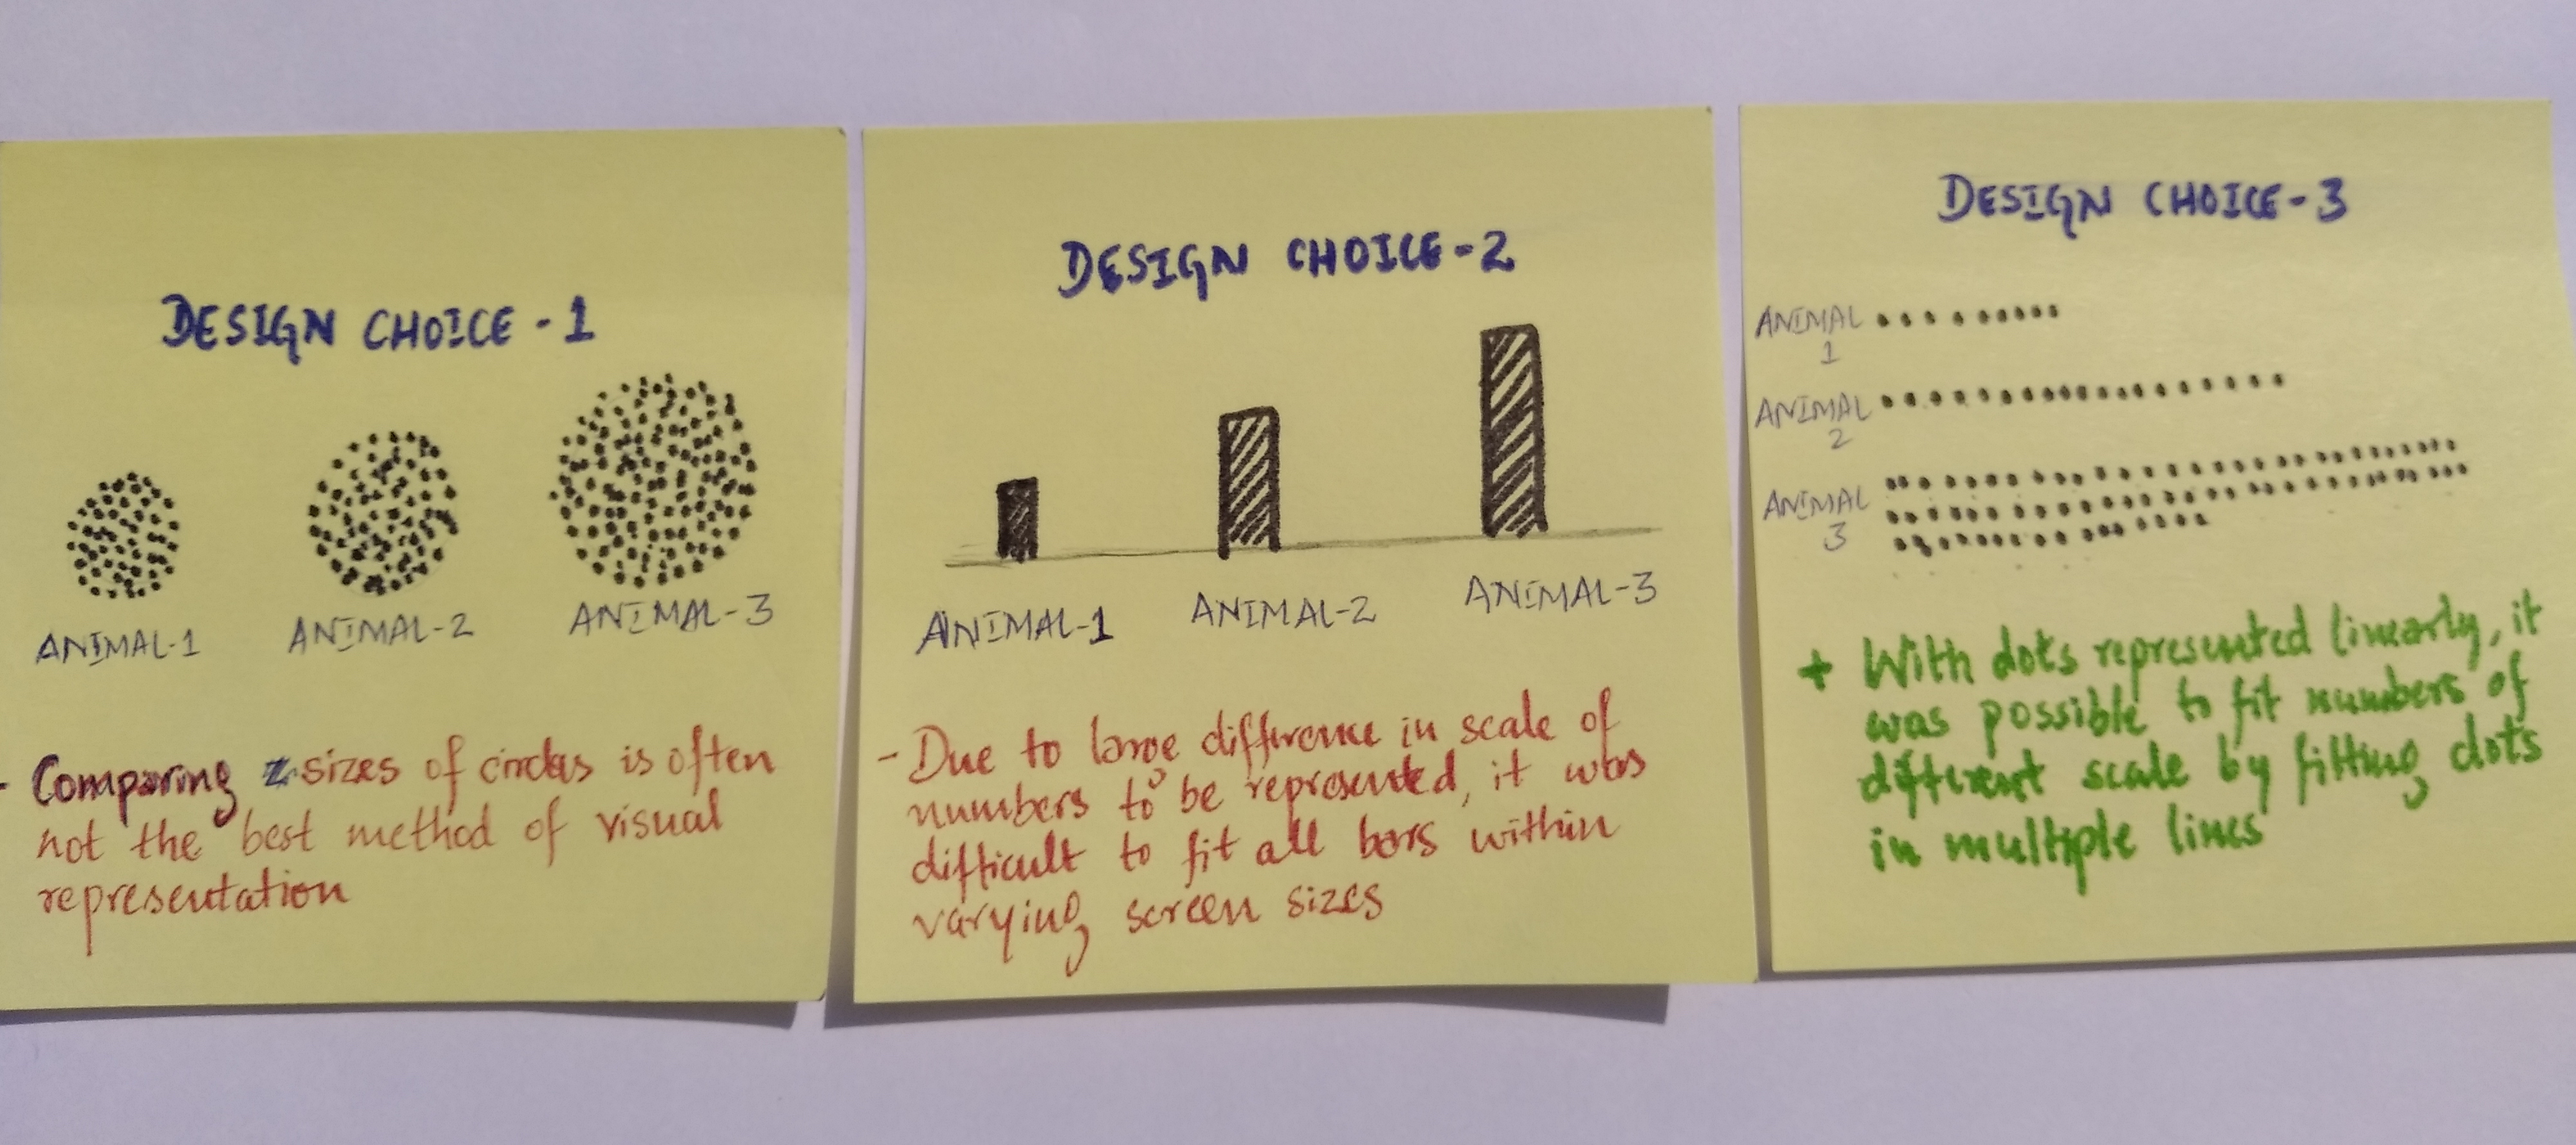 DESIGN CHOICE - 1
ANIMAL-1
ANIMAL-2
ANIMAL-3
- Comparing sizes of circles is often
not the best method of visual
representation
DESIGN CHOICE - 2
ANIMAL-1
ANIMAL-2
ANIMAL-3
- Due to large difference in scale of
numbers to be represented, it was
difficult to fit all bars within
varying screen sizes
DESIGN CHOICE - 3
ANIMAL
1
ANIMAL
2
ANIMAL
3
+ With dots represented linearly, it
was possible to fit numbers of
different scale by fitting dots
in multiple lines